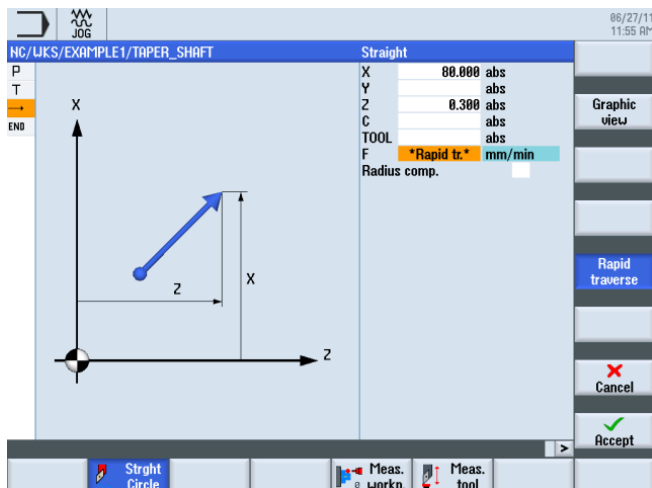 JOG
06/27/11
11:55 AM
NC/WKS/EXAMPLE1/TAPER_SHAFT
Straight
P
T
END
X 80.000 abs
Y abs
Z 0.300 abs
C abs
TOOL abs
F *Rapid tr.* mm/min
Radius comp.
X
Z
X
Z
Graphic
view
Rapid
traverse
Cancel
Accept
>
Strght
Circle
Meas.
workp.
Meas.
tool